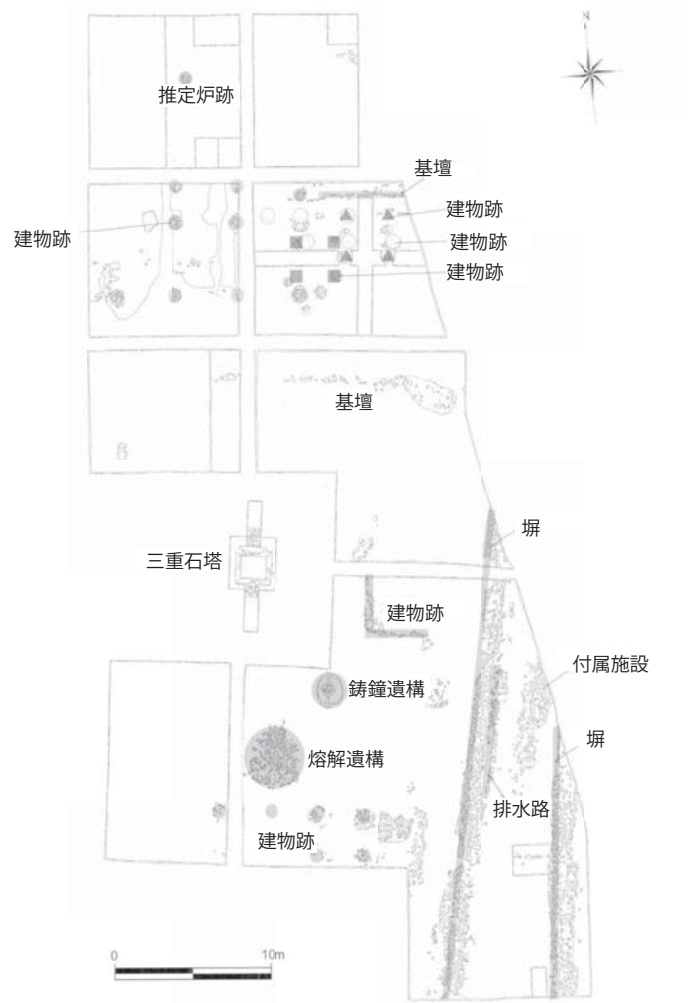 N
推定炉跡
基壇
建物跡
建物跡
建物跡
建物跡
基壇
塀
三重石塔
建物跡
付属施設
鋳鐘遺構
塀
熔解遺構
排水路
建物跡
0 10m